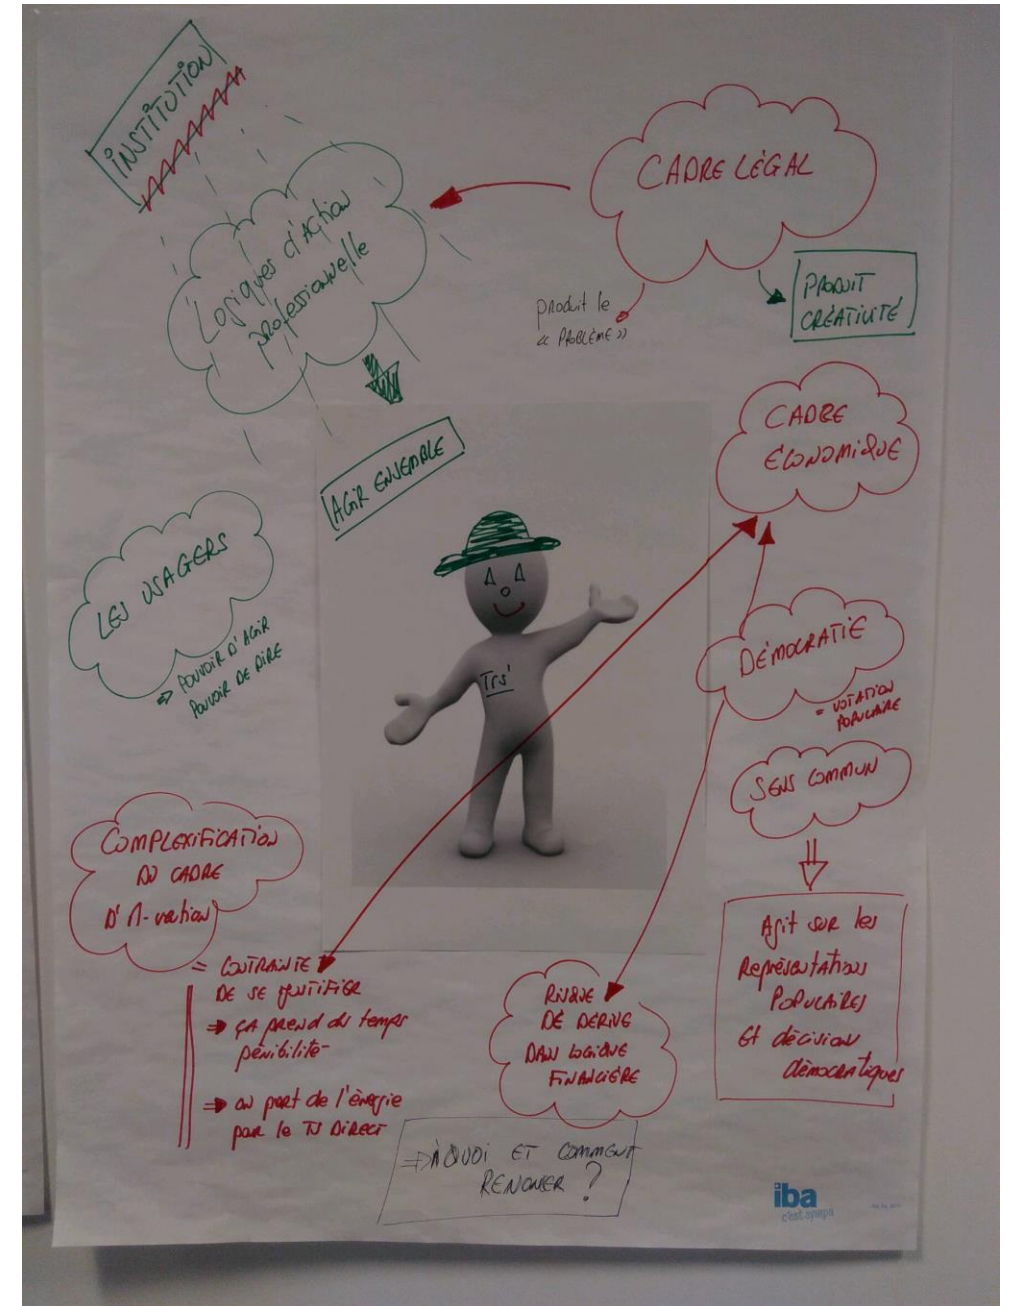 INSTITUTION
Logiques d'Action
professionnelle
CADRE LÉGAL
produit le
« PROBLÈME »
PRODUIT
CRÉATIVITÉ
CADRE
ÉCONOMIQUE
AGIR ENSEMBLE
LES USAGERS
⇒ POUVOIR D'AGIR
POUVOIR DE DIRE
Trs'
DÉMOCRATIE
= VOTATION
POPULAIRE
SENS COMMUN
COMPLEXIFICATION
DU CADRE
= CONTRAINTE
DE SE JUSTIFIER
⇒ ça prend du temps
pénibilité
⇒ on perd de l'énergie
par le TS DIRECT
RISQUE
DE DÉRIVE
DANS LOGIQUE
FINANCIÈRE
Agit sur les
Représentations
POPULAIRES
Et décision
démocratiques
⇒ À QUOI ET COMMENT
RENONCER ?
iba
c'est sympa